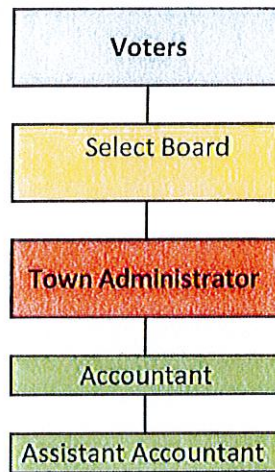 Voters
Select Board
Town Administrator
Accountant
Assistant Accountant